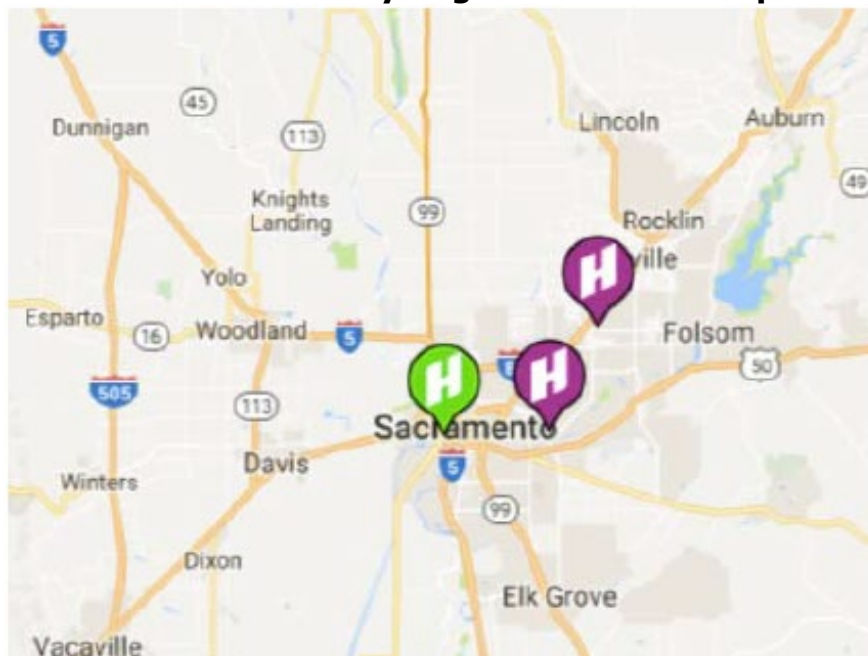 5
45
Dunnigan
113
Lincoln
Auburn
Knights
Landing
99
49
Rocklin
ville
Yolo
Esparto
16
Woodland
5
Folsom
50
505
113
H
H
H
Sacramento
Davis
5
Winters
99
Dixon
Elk Grove
Vacaville